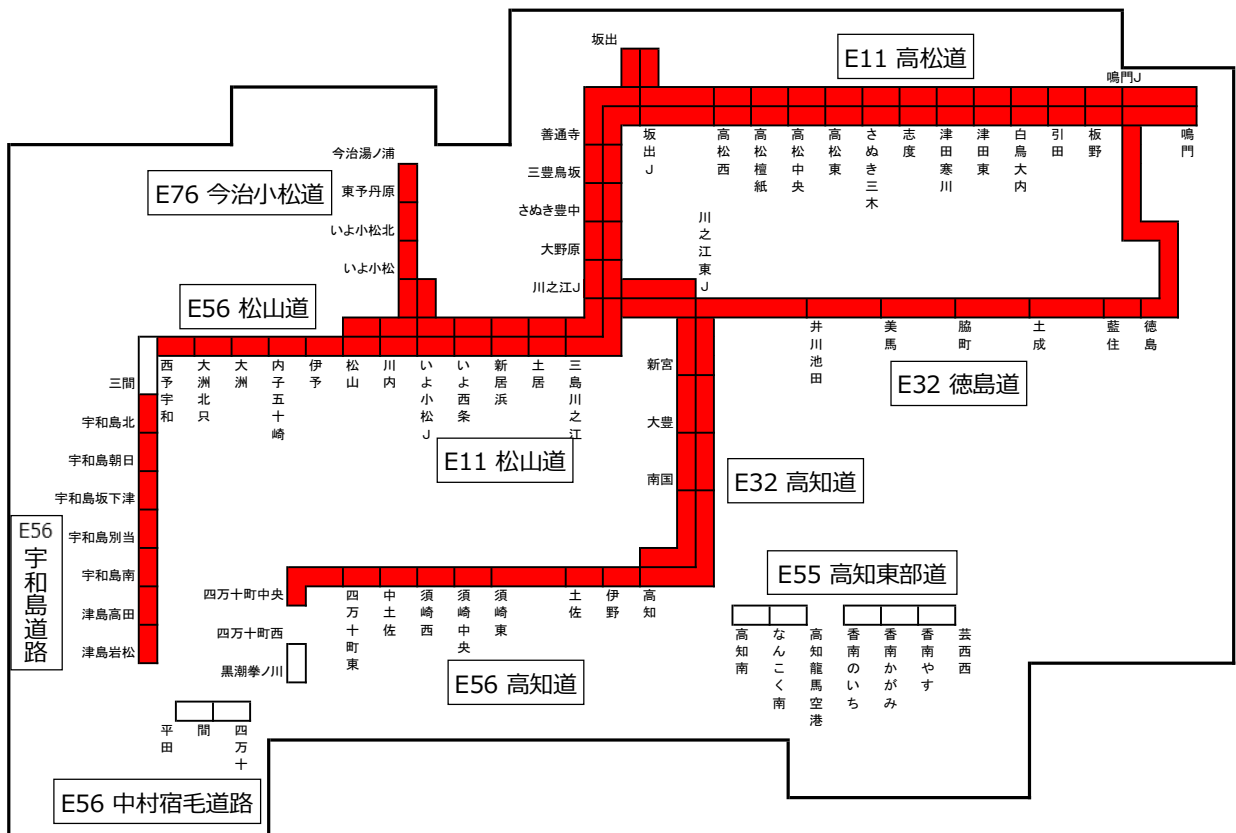 坂出
E11 高松道
鳴門J
善通寺
三豊鳥坂
さぬき豊中
大野原
川之江J
坂出J
高松西
高松檀紙
高松中央
高松東
さぬき三木
志度
津田寒川
津田東
白鳥大内
引田
板野
鳴門
今治湯ノ浦
東予丹原
いよ小松北
いよ小松
E76 今治小松道
川之江東J
E56 松山道
三間
西予宇和
大洲北只
大洲
内子五十崎
伊予
松山
川内
いよ小松J
いよ西条
新居浜
土居
三島川之江
井川池田
美馬
脇町
土成
藍住
徳島
E32 徳島道
新宮
大豊
南国
E11 松山道
E32 高知道
宇和島北
宇和島朝日
宇和島坂下津
宇和島別当
宇和島南
津島高田
津島岩松
E56
宇和島道路
四万十町中央
四万十町西
黒潮拳ノ川
四万十町東
中土佐
須崎西
須崎中央
須崎東
土佐
伊野
高知
E56 高知道
E55 高知東部道
高知南
なんこく南
高知龍馬空港
香南のいち
香南かがみ
香南やす
芸西西
平田
間
四万十
E56 中村宿毛道路